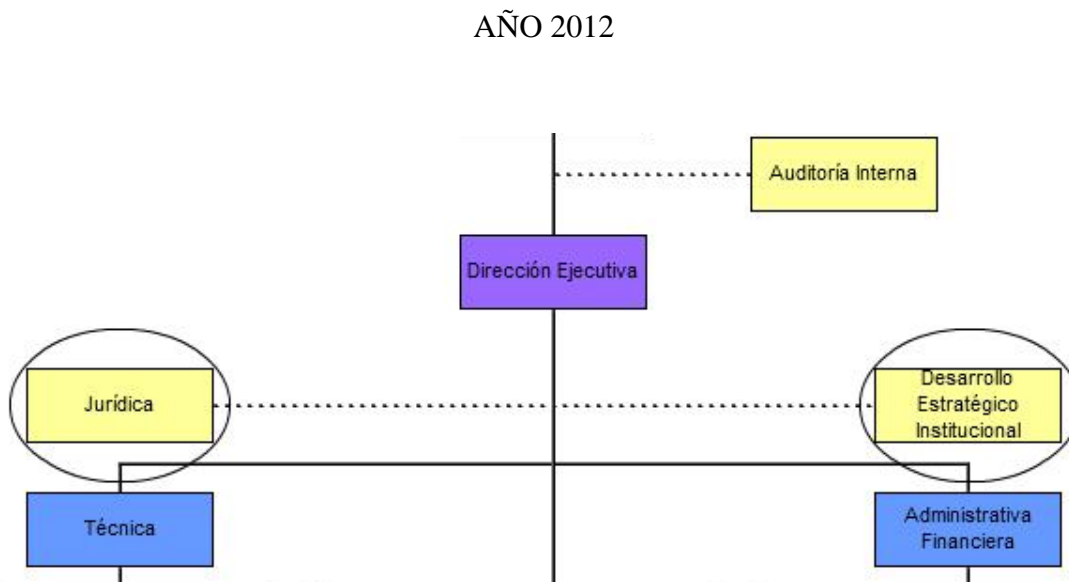 AÑO 2012
Auditoría Interna
Dirección Ejecutiva
Jurídica
Desarrollo
Estratégico
Institucional
Técnica
Administrativa
Financiera